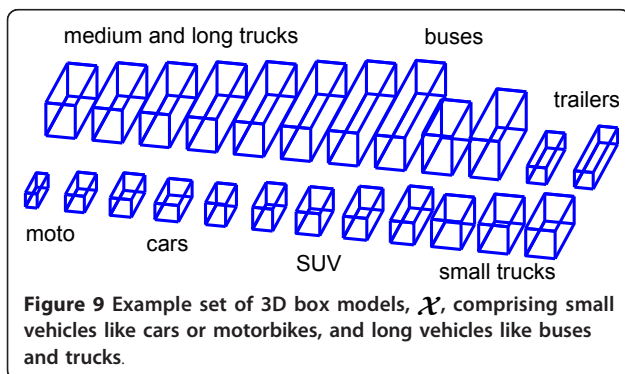 medium and long trucks
buses
trailers
moto
cars
SUV
small trucks
Figure 9 Example set of 3D box models, 𝒳, comprising small
vehicles like cars or motorbikes, and long vehicles like buses
and trucks.